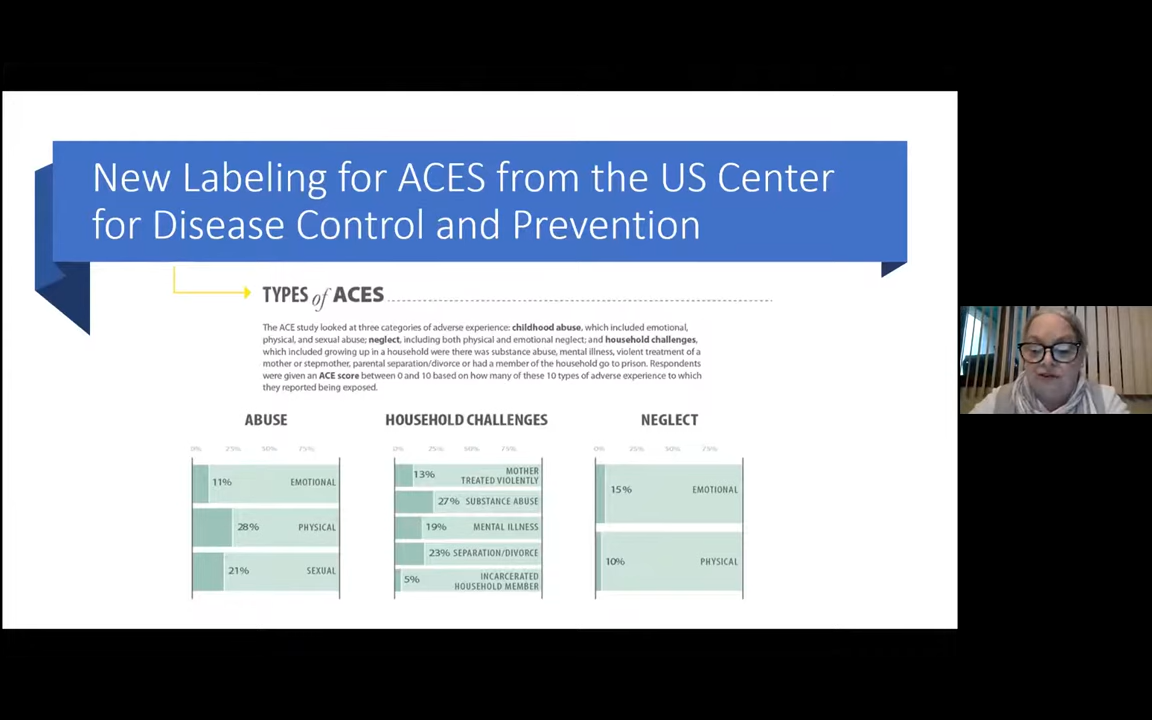 New Labeling for ACES from the US Center
for Disease Control and Prevention
TYPES of ACES
The ACE study looked at three categories of adverse experience: childhood abuse, which included emotional,
physical, and sexual abuse; neglect, including both physical and emotional neglect; and household challenges,
which included growing up in a household were there was substance abuse, mental illness, violent treatment of a
mother or stepmother, parental separation/divorce or had a member of the household go to prison. Respondents
were given an ACE score between 0 and 10 based on how many of these 10 types of adverse experience to which
they reported being exposed.
ABUSE
0% 25% 50% 75%
11% EMOTIONAL
28% PHYSICAL
21% SEXUAL
HOUSEHOLD CHALLENGES
0% 25% 50% 75%
13% MOTHER
TREATED VIOLENTLY
27% SUBSTANCE ABUSE
19% MENTAL ILLNESS
23% SEPARATION/DIVORCE
5% INCARCERATED
HOUSEHOLD MEMBER
NEGLECT
0% 25% 50% 75%
15% EMOTIONAL
10% PHYSICAL